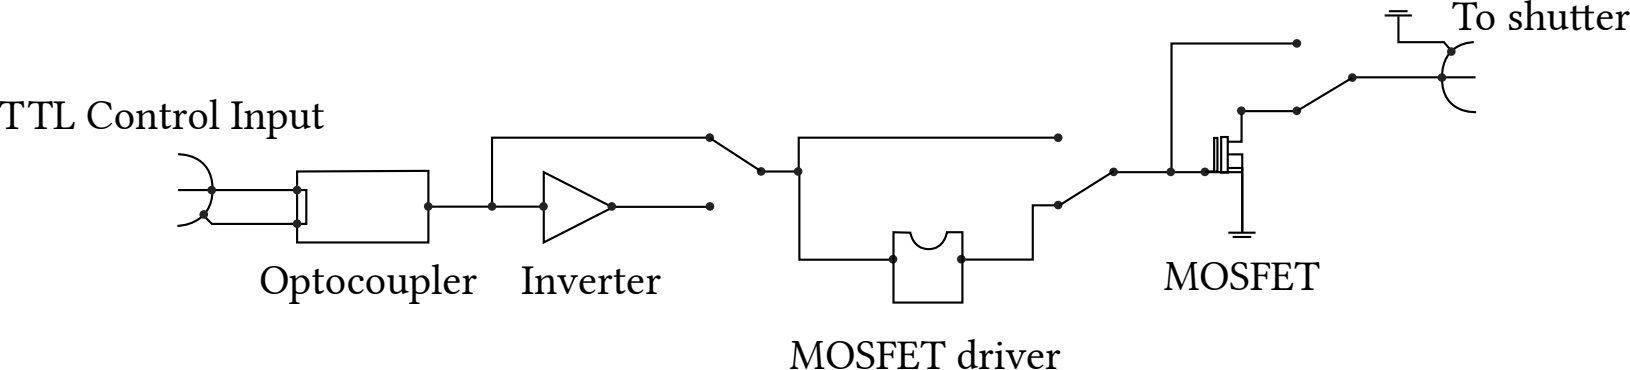 To shutter
TTL Control Input
Optocoupler
Inverter
MOSFET
MOSFET driver